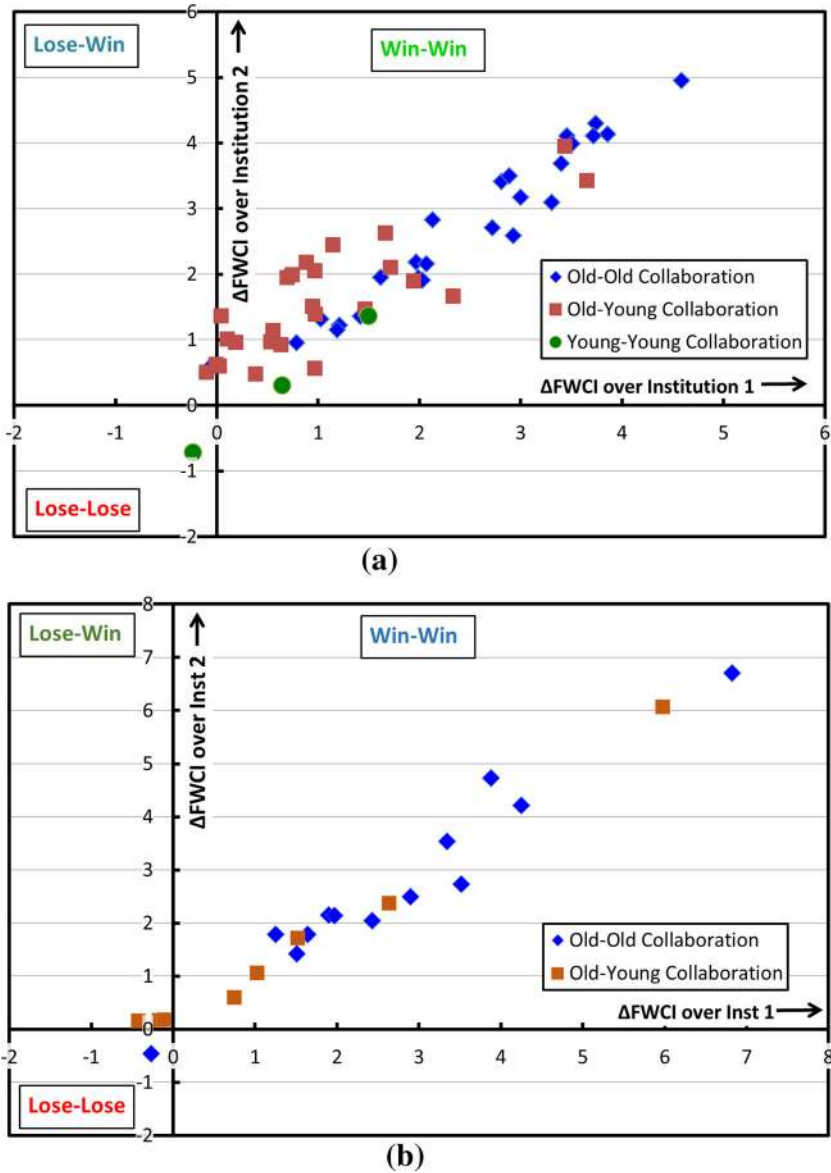 6
Lose-Win
Win-Win
ΔFWCI over Institution 2
5
4
3
2
1
0
Old-Old Collaboration
Old-Young Collaboration
Young-Young Collaboration
ΔFWCI over Institution 1
-2 -1 0 1 2 3 4 5 6
-1
Lose-Lose
-2
(a)
8
Lose-Win
Win-Win
ΔFWCI over Inst 2
7
6
5
4
3
2
1
0
Old-Old Collaboration
Old-Young Collaboration
ΔFWCI over Inst 1
-2 -1 0 1 2 3 4 5 6 7 8
-1
Lose-Lose
-2
(b)